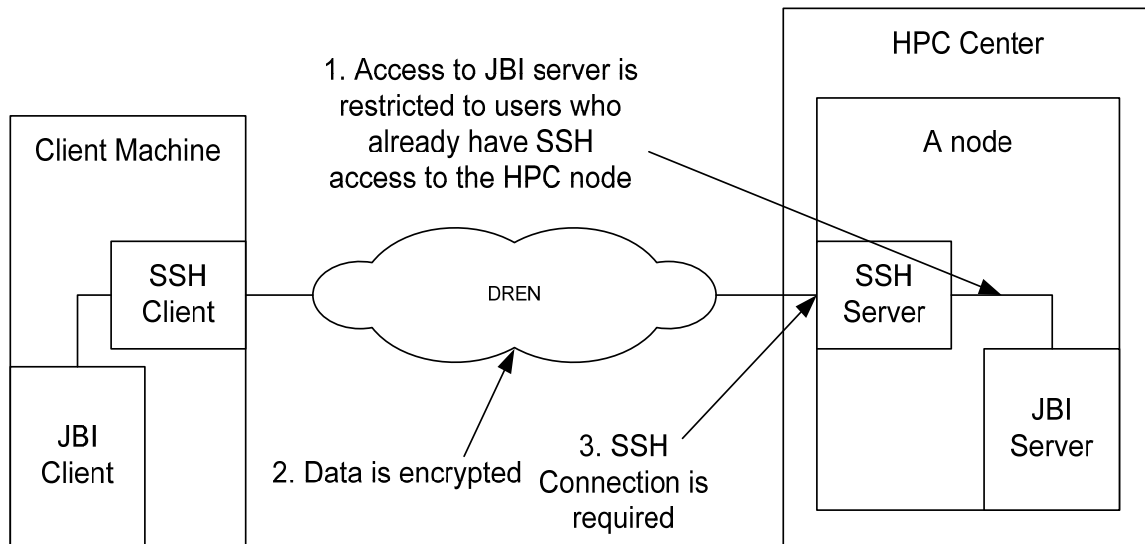 HPC Center
1. Access to JBI server is
restricted to users who
already have SSH
access to the HPC node
Client Machine
A node
SSH
Client
DREN
SSH
Server
JBI
Client
2. Data is encrypted
3. SSH
Connection is
required
JBI
Server